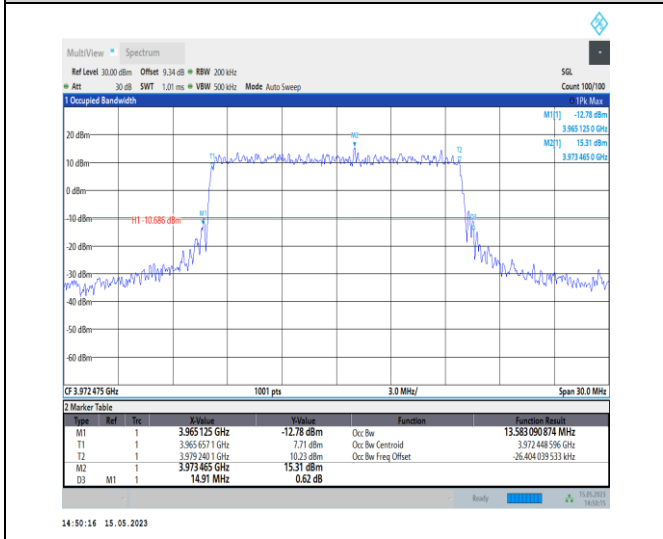 MultiView Spectrum
Ref Level 30.00 dBm Offset 9.34 dB RBW 200 kHz SGL
Att 30 dB SWT 1.01 ms VBW 500 kHz Mode Auto Sweep Count 100/100
1 Occupied Bandwidth 1Pk Max
M1[1] -12.78 dBm
3.965 125 0 GHz
M2[1] 15.31 dBm
3.973 465 0 GHz
20 dBm
M2
T1
T2
10 dBm
0 dBm
M1
D3
-10 dBm
H1 -10.686 dBm
-20 dBm
-30 dBm
-40 dBm
-50 dBm
-60 dBm
CF 3.972 475 GHz 1001 pts 3.0 MHz/ Span 30.0 MHz
2 Marker Table
Type Ref Trc X-Value Y-Value Function Function Result
M1 1 3.965 125 GHz -12.78 dBm Occ Bw 13.583 090 874 MHz
T1 1 3.965 657 1 GHz 7.71 dBm Occ Bw Centroid 3.972 448 596 GHz
T2 1 3.979 240 1 GHz 10.23 dBm Occ Bw Freq Offset -26.404 039 533 kHz
M2 1 3.973 465 GHz 15.31 dBm
D3 M1 1 14.91 MHz 0.62 dB
Ready 15.05.2023
14:50:15
14:50:16 15.05.2023